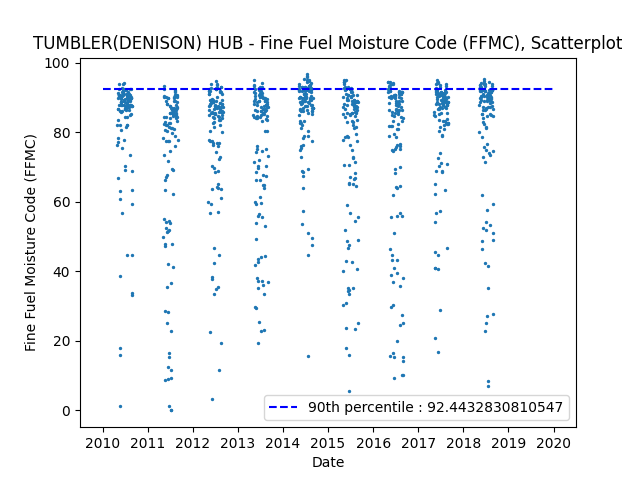 TUMBLER(DENISON) HUB - Fine Fuel Moisture Code (FFMC), Scatterplot
100
80
60
40
20
0
Fine Fuel Moisture Code (FFMC)
90th percentile : 92.4432830810547
2010 2011 2012 2013 2014 2015 2016 2017 2018 2019 2020
Date